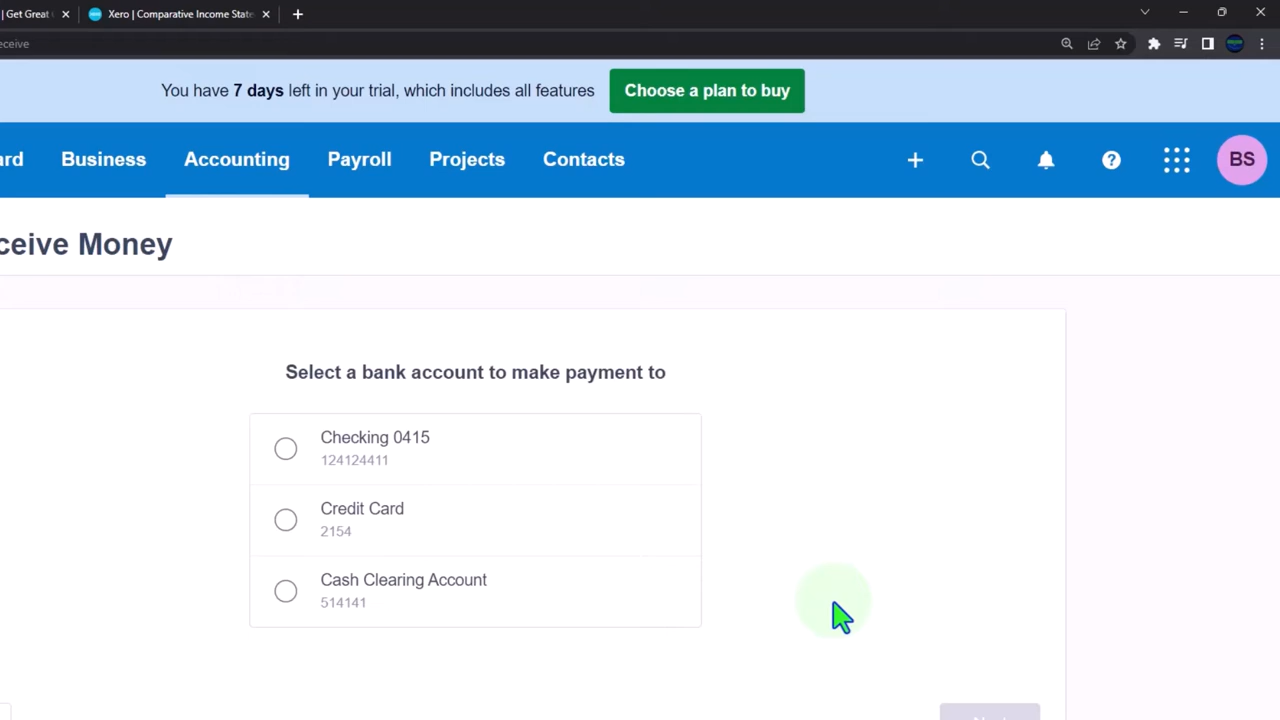 | Get Great
Xero | Comparative Income State
eceive
You have 7 days left in your trial, which includes all features
Choose a plan to buy
ard Business Accounting Payroll Projects Contacts
BS
ceive Money
Select a bank account to make payment to
Checking 0415
124124411
Credit Card
2154
Cash Clearing Account
514141